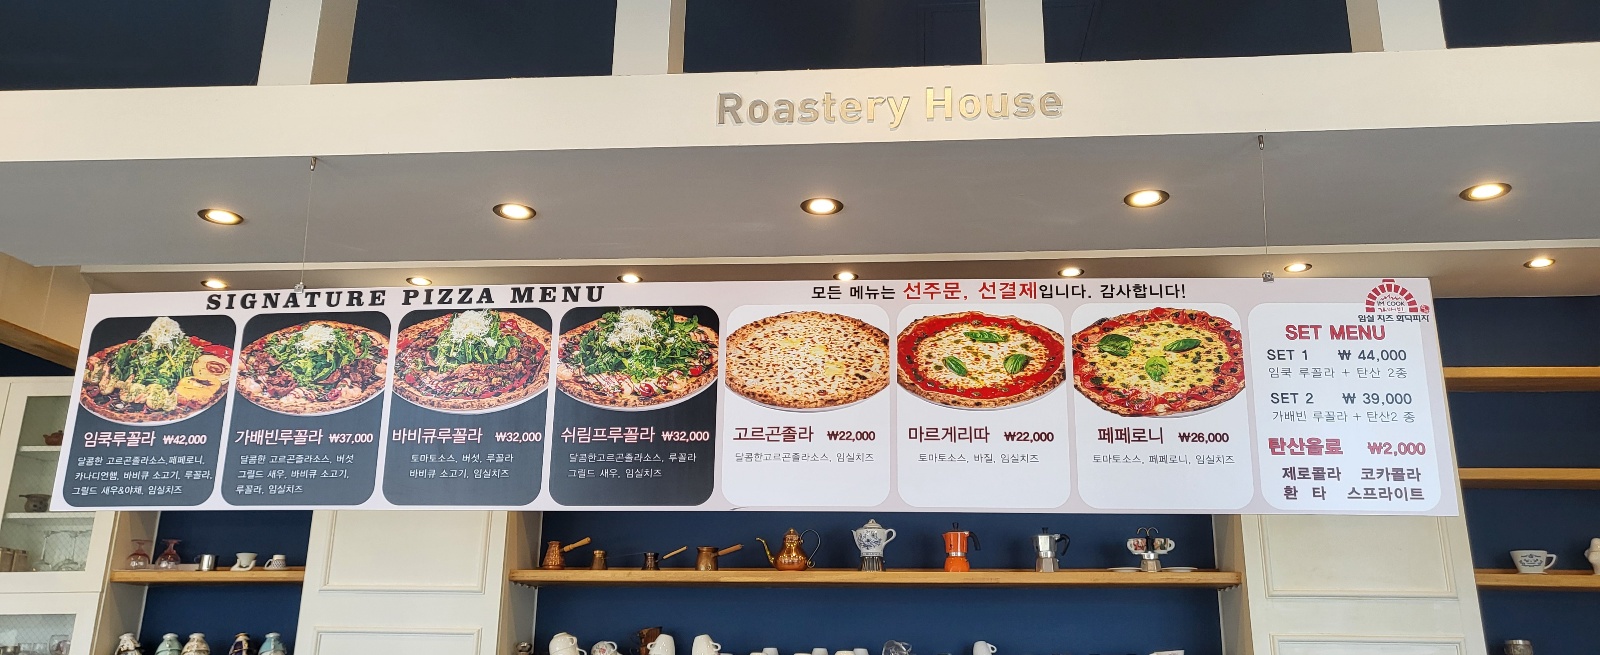 Roastery House
SIGNATURE PIZZA MENU
모든 메뉴는 선주문, 선결제입니다. 감사합니다!
임쿡루꼴라 ₩42,000
달콤한 고르곤졸라소스,페페로니,
카나디언햄, 바비큐 소고기, 루꼴라,
그릴드 새우&야채, 임실치즈
가배빈루꼴라 ₩37,000
달콤한 고르곤졸라소스, 버섯
그릴드 새우, 바비큐 소고기,
루꼴라, 임실치즈
바비큐루꼴라 ₩32,000
토마토소스, 버섯, 루꼴라
바비큐 소고기, 임실치즈
쉬림프루꼴라 ₩32,000
달콤한고르곤졸라소스, 루꼴라
그릴드 새우, 임실치즈
고르곤졸라 ₩22,000
달콤한고르곤졸라소스, 임실치즈
마르게리따 ₩22,000
토마토소스, 바질, 임실치즈
페페로니 ₩26,000
토마토소스, 페페로니, 임실치즈
IM COOK
임실 치즈 화덕피자
SET MENU
SET 1 ₩ 44,000
임쿡 루꼴라 + 탄산 2종
SET 2 ₩ 39,000
가배빈 루꼴라 + 탄산2 종
탄산음료 ₩2,000
제로콜라 코카콜라
환 타 스프라이트